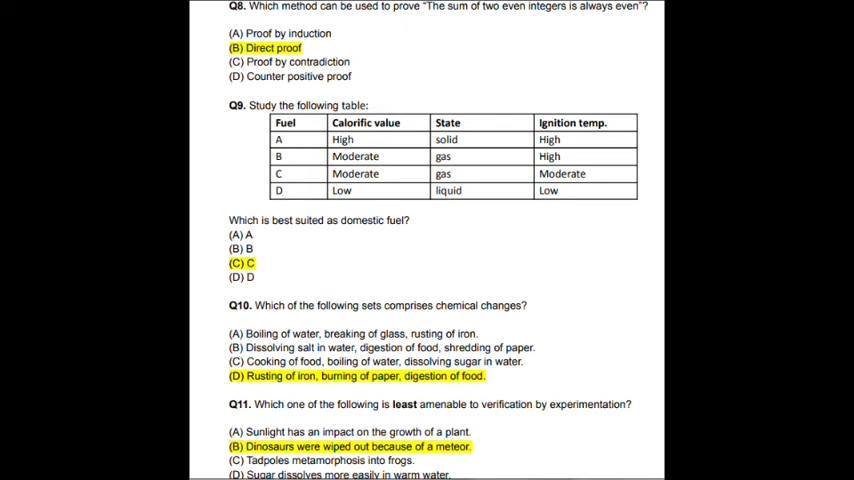 Q8. Which method can be used to prove “The sum of two even integers is always even”?
(A) Proof by induction
(B) Direct proof
(C) Proof by contradiction
(D) Counter positive proof
Q9. Study the following table:
Fuel Calorific value State Ignition temp.
A High solid High
B Moderate gas High
C Moderate gas Moderate
D Low liquid Low
Which is best suited as domestic fuel?
(A) A
(B) B
(C) C
(D) D
Q10. Which of the following sets comprises chemical changes?
(A) Boiling of water, breaking of glass, rusting of iron.
(B) Dissolving salt in water, digestion of food, shredding of paper.
(C) Cooking of food, boiling of water, dissolving sugar in water.
(D) Rusting of iron, burning of paper, digestion of food.
Q11. Which one of the following is least amenable to verification by experimentation?
(A) Sunlight has an impact on the growth of a plant.
(B) Dinosaurs were wiped out because of a meteor.
(C) Tadpoles metamorphosis into frogs.
(D) Sugar dissolves more easily in warm water.